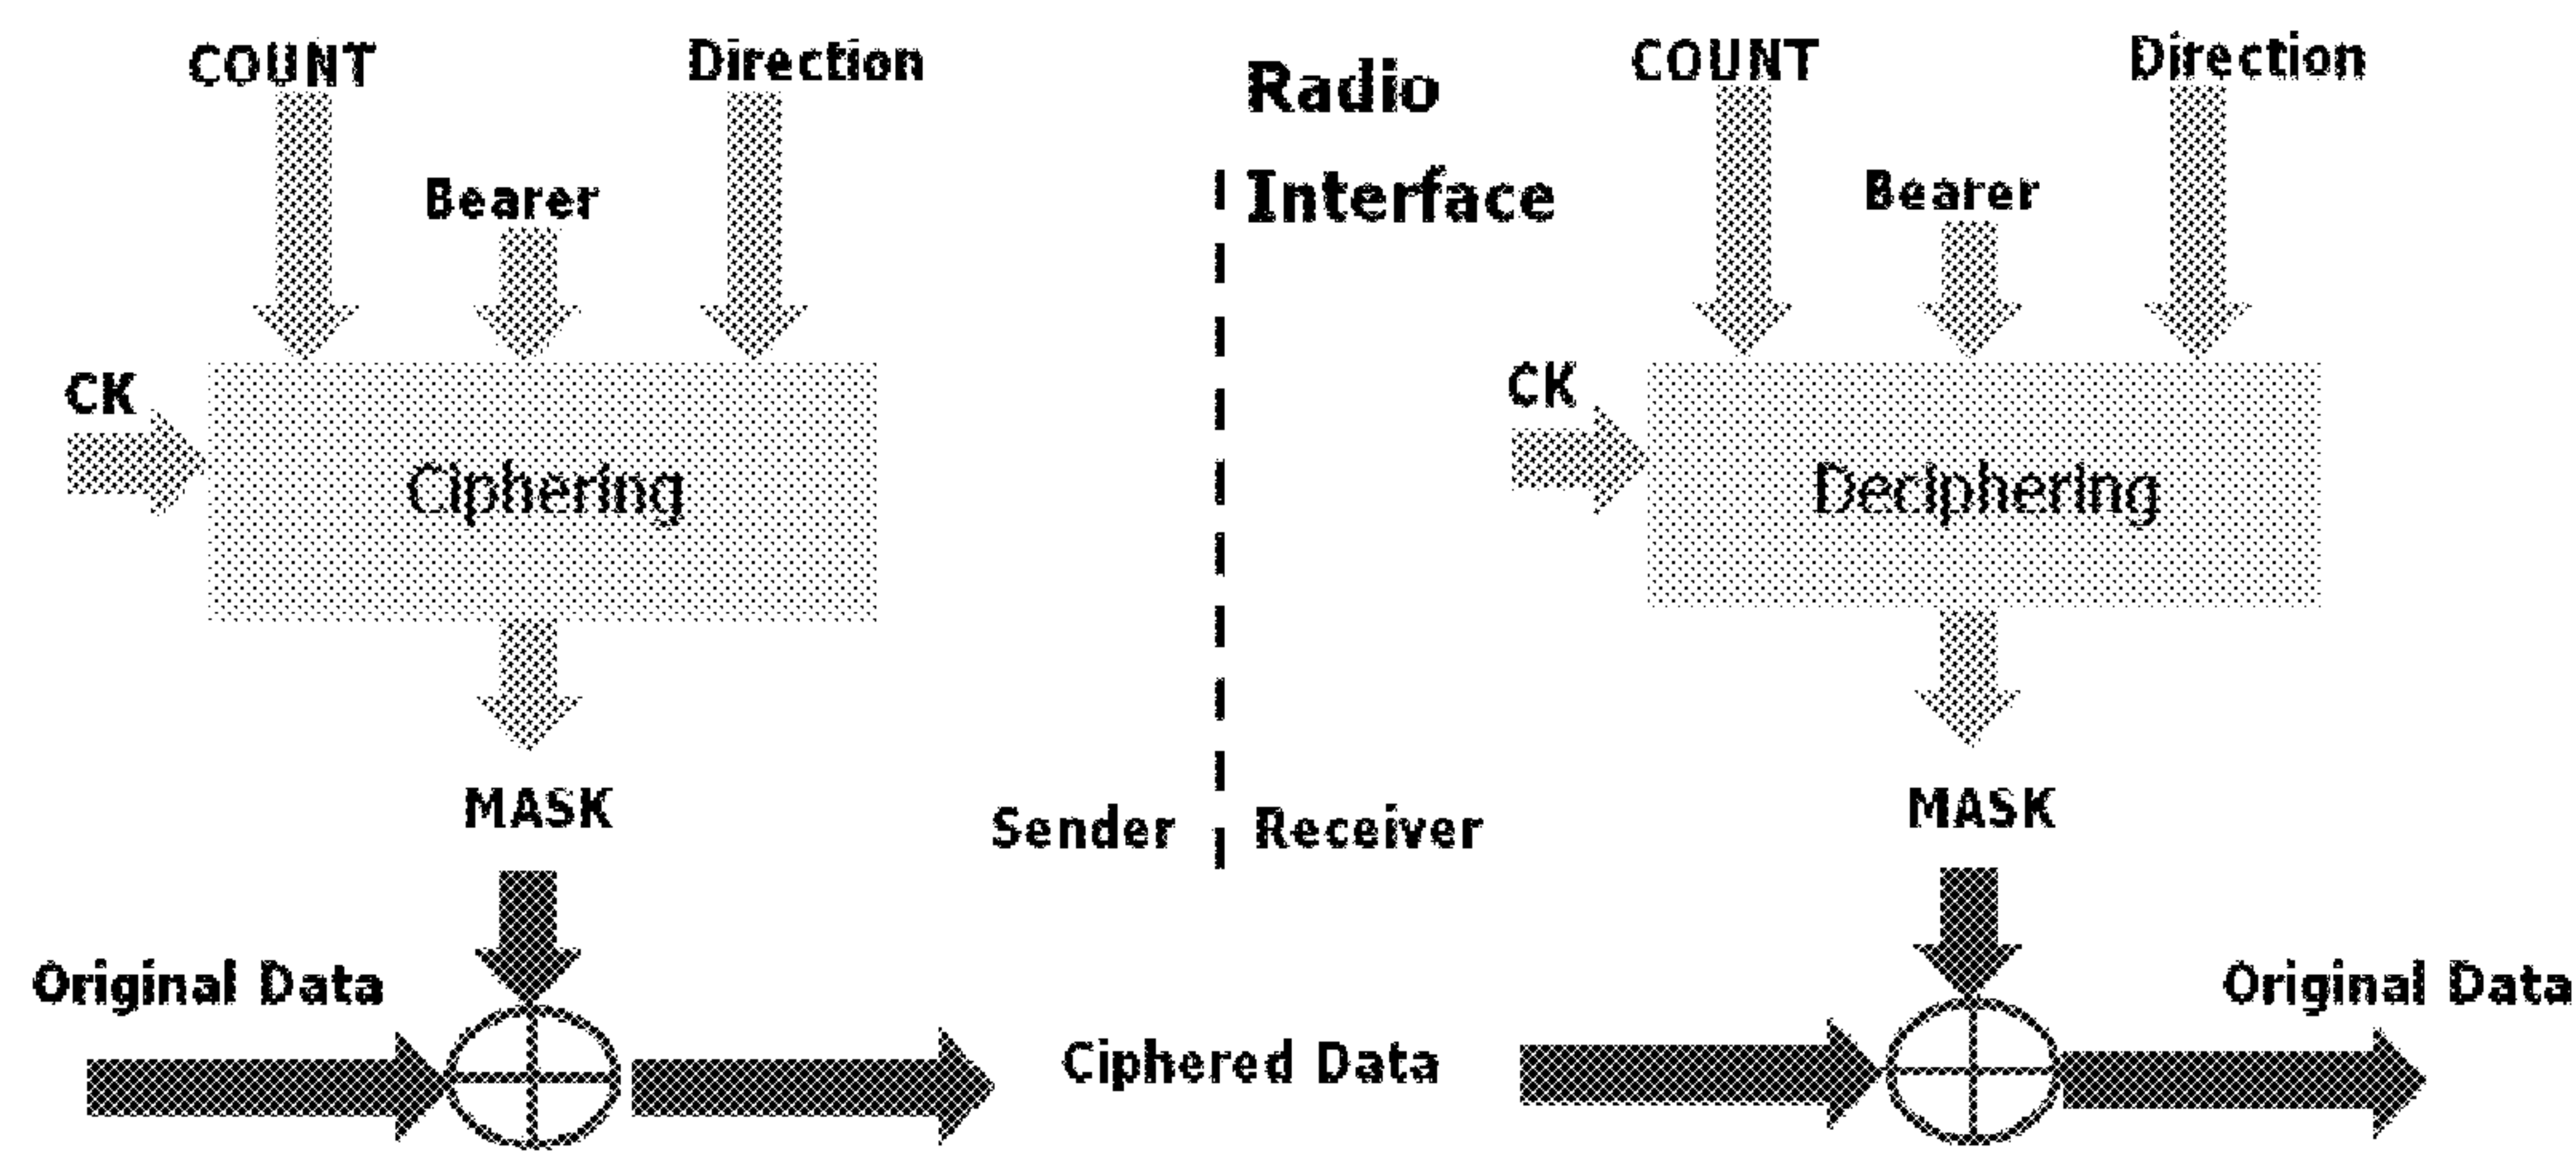 COUNT
Direction
Bearer
CK
Ciphering
MASK
Original Data
Radio
Interface
Sender
Receiver
Ciphered Data
COUNT
Direction
Bearer
CK
Deciphering
MASK
Original Data